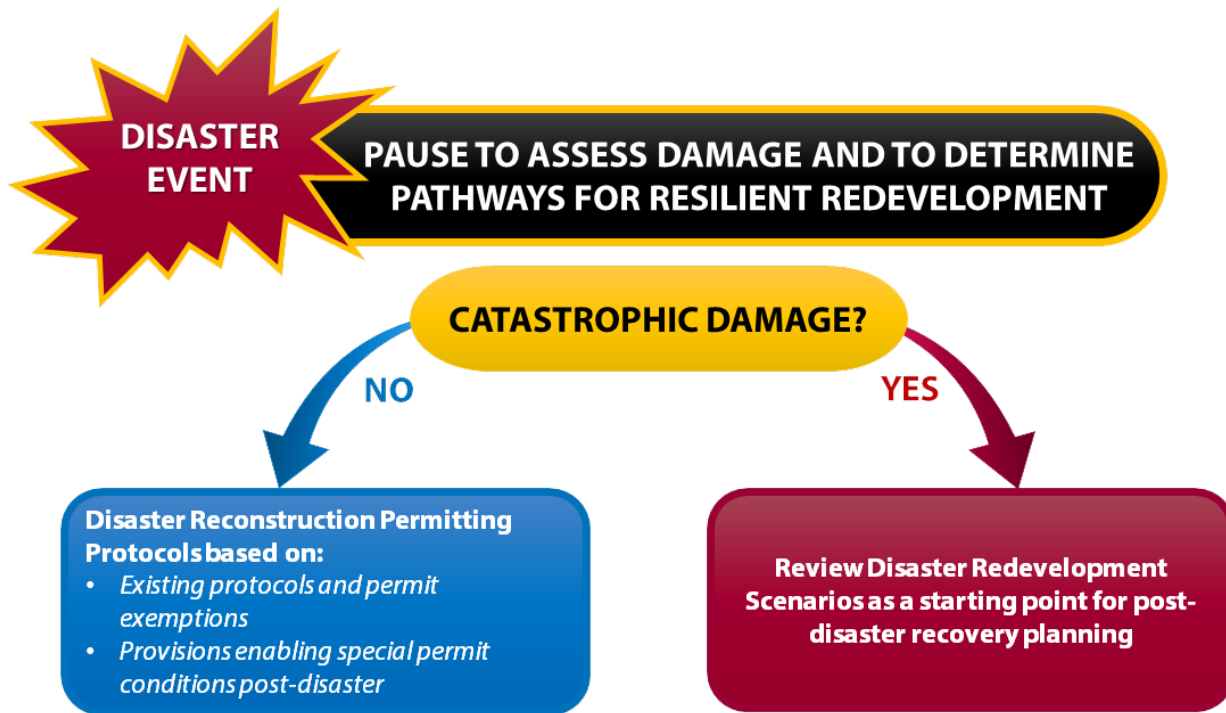 DISASTER
EVENT
PAUSE TO ASSESS DAMAGE AND TO DETERMINE
PATHWAYS FOR RESILIENT REDEVELOPMENT
CATASTROPHIC DAMAGE?
NO
YES
Disaster Reconstruction Permitting
Protocols based on:
• Existing protocols and permit
exemptions
• Provisions enabling special permit
conditions post-disaster
Review Disaster Redevelopment
Scenarios as a starting point for post-
disaster recovery planning